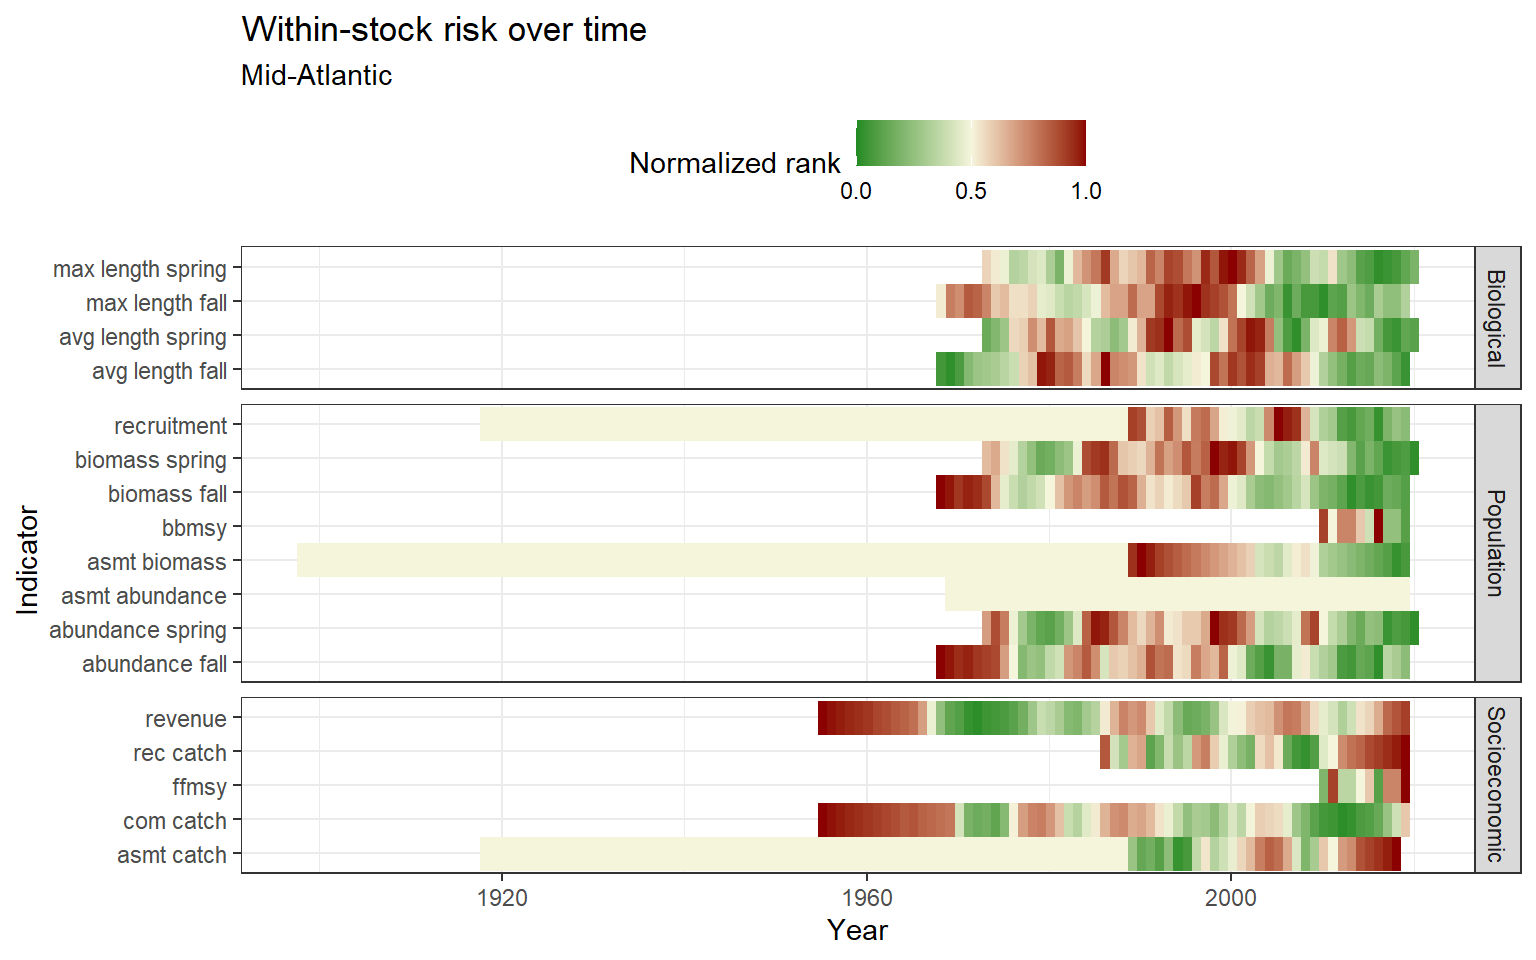 Within-stock risk over time
Mid-Atlantic
Normalized rank
0.0 0.5 1.0
max length spring
max length fall
avg length spring
avg length fall
Biological
recruitment
biomass spring
biomass fall
bbmsy
asmt biomass
asmt abundance
abundance spring
abundance fall
Population
revenue
rec catch
ffmsy
com catch
asmt catch
Socioeconomic
Indicator
1920 1960 2000
Year